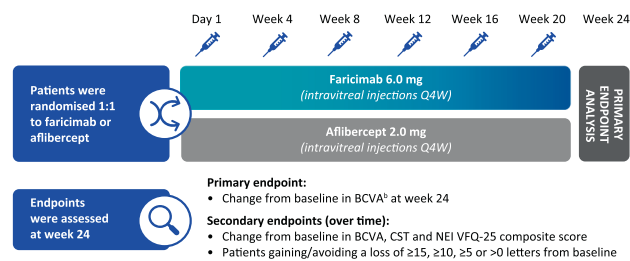 Day 1 Week 4 Week 8 Week 12 Week 16 Week 20 Week 24
Patients were
randomised 1:1
to faricimab or
aflibercept
Faricimab 6.0 mg
(intravitreal injections Q4W)
Aflibercept 2.0 mg
(intravitreal injections Q4W)
PRIMARY
ENDPOINT
ANALYSIS
Endpoints
were assessed
at week 24
Primary endpoint:
• Change from baseline in BCVAᵇ at week 24
Secondary endpoints (over time):
• Change from baseline in BCVA, CST and NEI VFQ-25 composite score
• Patients gaining/avoiding a loss of ≥15, ≥10, ≥5 or >0 letters from baseline